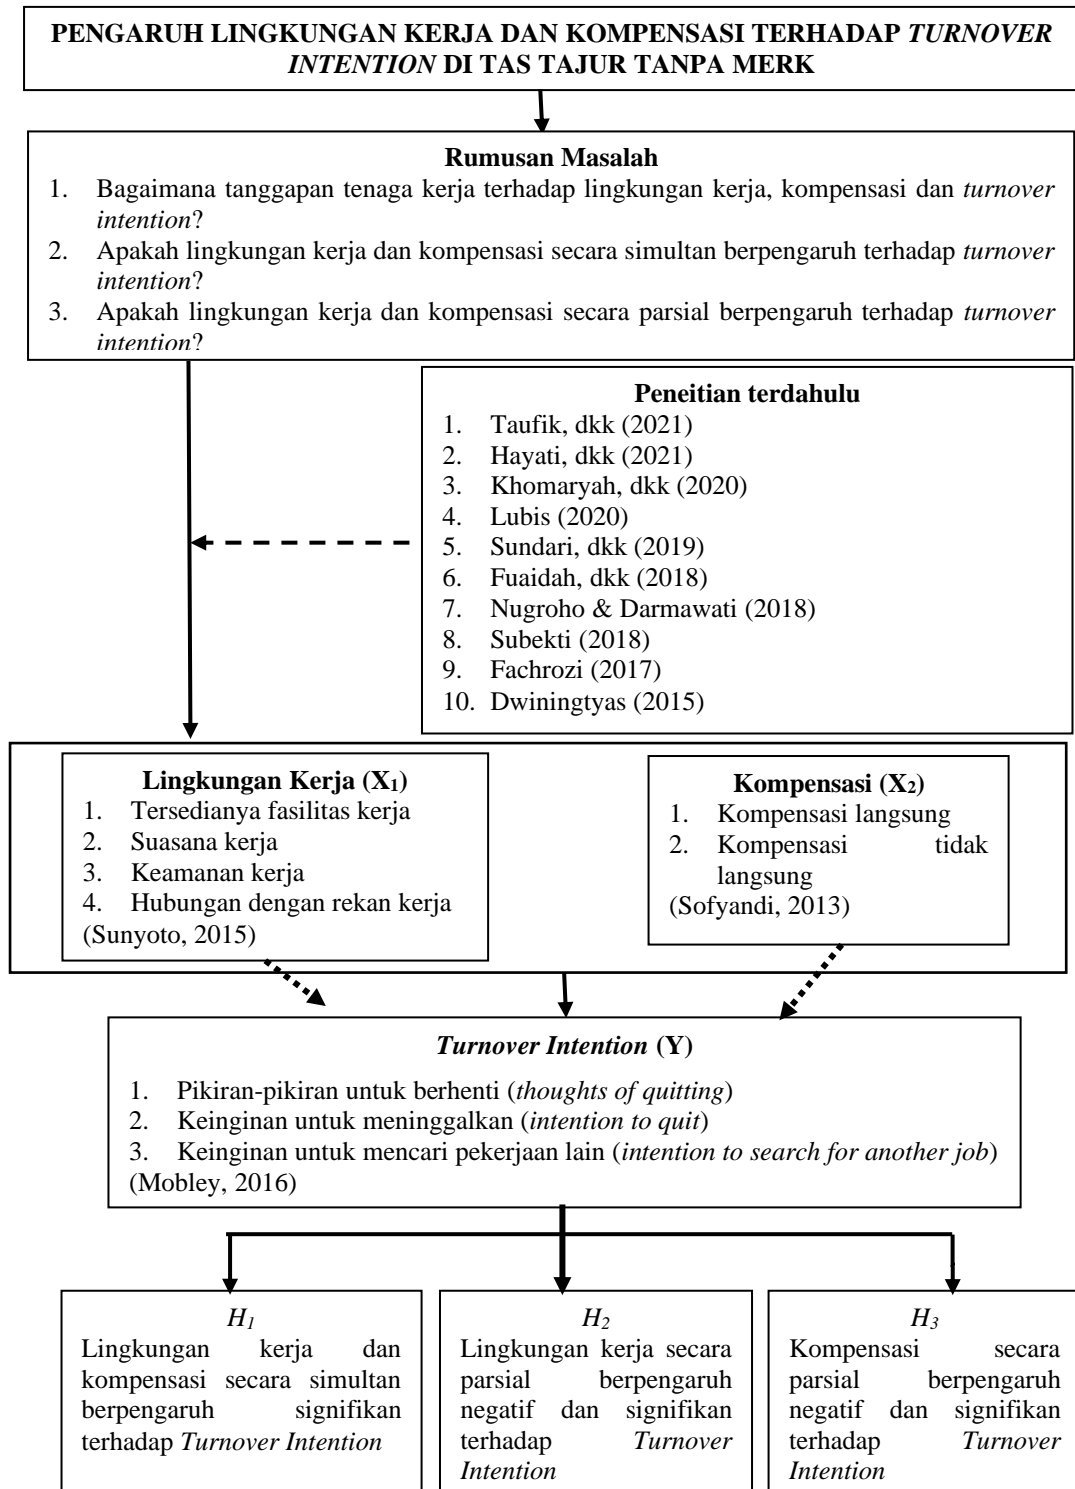 PENGARUH LINGKUNGAN KERJA DAN KOMPENSASI TERHADAP TURNOVER
INTENTION DI TAS TAJUR TANPA MERK
Rumusan Masalah
1. Bagaimana tanggapan tenaga kerja terhadap lingkungan kerja, kompensasi dan turnover
intention?
2. Apakah lingkungan kerja dan kompensasi secara simultan berpengaruh terhadap turnover
intention?
3. Apakah lingkungan kerja dan kompensasi secara parsial berpengaruh terhadap turnover
intention?
Peneitian terdahulu
1. Taufik, dkk (2021)
2. Hayati, dkk (2021)
3. Khomaryah, dkk (2020)
4. Lubis (2020)
5. Sundari, dkk (2019)
6. Fuaidah, dkk (2018)
7. Nugroho & Darmawati (2018)
8. Subekti (2018)
9. Fachrozi (2017)
10. Dwiningtyas (2015)
Lingkungan Kerja (X1)
1. Tersedianya fasilitas kerja
2. Suasana kerja
3. Keamanan kerja
4. Hubungan dengan rekan kerja
(Sunyoto, 2015)
Kompensasi (X2)
1. Kompensasi langsung
2. Kompensasi tidak
langsung
(Sofyandi, 2013)
Turnover Intention (Y)
1. Pikiran-pikiran untuk berhenti (thoughts of quitting)
2. Keinginan untuk meninggalkan (intention to quit)
3. Keinginan untuk mencari pekerjaan lain (intention to search for another job)
(Mobley, 2016)
H1
Lingkungan kerja dan
kompensasi secara simultan
berpengaruh signifikan
terhadap Turnover Intention
H2
Lingkungan kerja secara
parsial berpengaruh
negatif dan signifikan
terhadap Turnover
Intention
H3
Kompensasi secara
parsial berpengaruh
negatif dan signifikan
terhadap Turnover
Intention